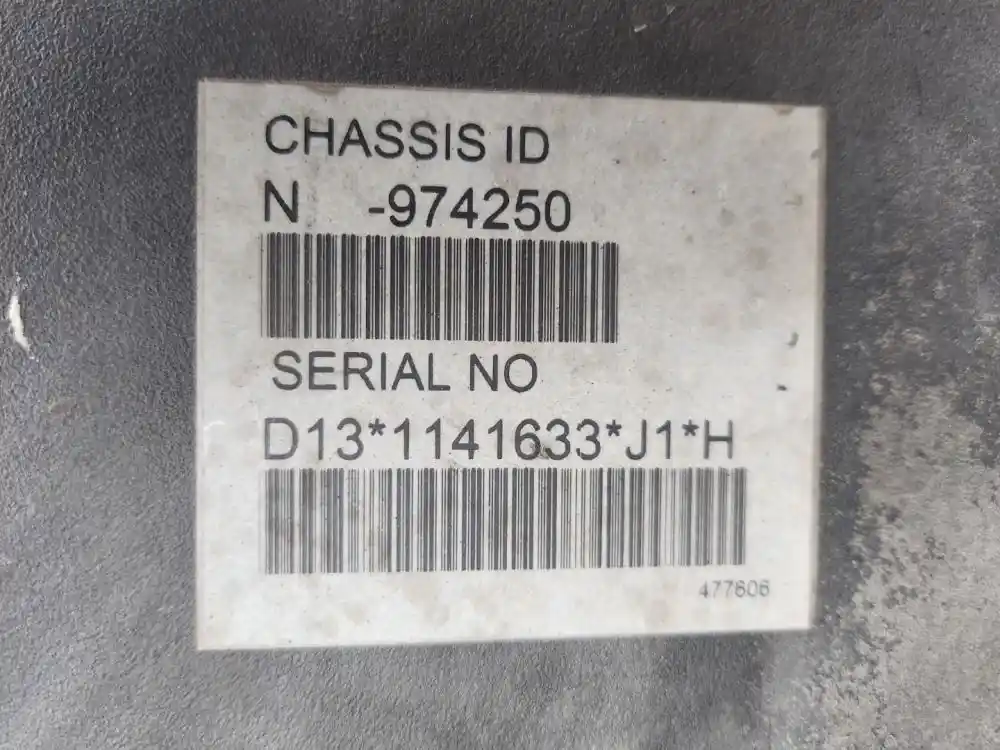 CHASSIS ID
N -974250
SERIAL NO
D13*1141633*J1*H
477606